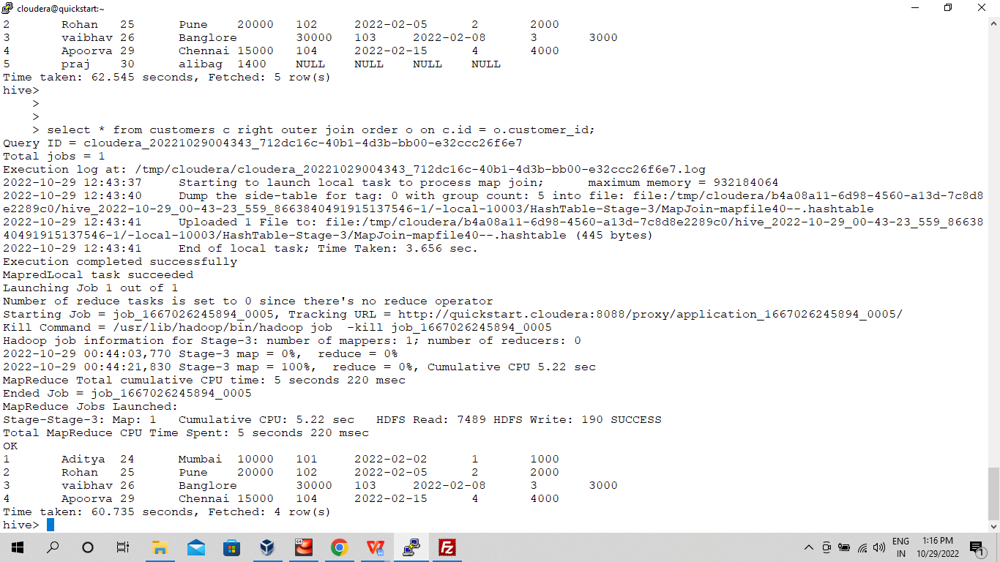 cloudera@quickstart:~
2 Rohan 25 Pune 20000 102 2022-02-05 2 2000
3 vaibhav 26 Banglore 30000 103 2022-02-08 3 3000
4 Apoorva 29 Chennai 15000 104 2022-02-15 4 4000
5 praj 30 alibag 1400 NULL NULL NULL NULL
Time taken: 62.545 seconds, Fetched: 5 row(s)
hive>
>
>
> select * from customers c right outer join order o on c.id = o.customer_id;
Query ID = cloudera_20221029004343_712dc16c-40b1-4d3b-bb00-e32ccc26f6e7
Total jobs = 1
Execution log at: /tmp/cloudera/cloudera_20221029004343_712dc16c-40b1-4d3b-bb00-e32ccc26f6e7.log
2022-10-29 12:43:37 Starting to launch local task to process map join; maximum memory = 932184064
2022-10-29 12:43:40 Dump the side-table for tag: 0 with group count: 5 into file: file:/tmp/cloudera/b4a08a11-6d98-4560-a13d-7c8d8
e2289c0/hive_2022-10-29_00-43-23_559_8663840491915137546-1/-local-10003/HashTable-Stage-3/MapJoin-mapfile40--.hashtable
2022-10-29 12:43:41 Uploaded 1 File to: file:/tmp/cloudera/b4a08a11-6d98-4560-a13d-7c8d8e2289c0/hive_2022-10-29_00-43-23_559_86638
40491915137546-1/-local-10003/HashTable-Stage-3/MapJoin-mapfile40--.hashtable (445 bytes)
2022-10-29 12:43:41 End of local task; Time Taken: 3.656 sec.
Execution completed successfully
MapredLocal task succeeded
Launching Job 1 out of 1
Number of reduce tasks is set to 0 since there's no reduce operator
Starting Job = job_1667026245894_0005, Tracking URL = http://quickstart.cloudera:8088/proxy/application_1667026245894_0005/
Kill Command = /usr/lib/hadoop/bin/hadoop job  -kill job_1667026245894_0005
Hadoop job information for Stage-3: number of mappers: 1; number of reducers: 0
2022-10-29 00:44:03,770 Stage-3 map = 0%,  reduce = 0%
2022-10-29 00:44:21,830 Stage-3 map = 100%,  reduce = 0%, Cumulative CPU 5.22 sec
MapReduce Total cumulative CPU time: 5 seconds 220 msec
Ended Job = job_1667026245894_0005
MapReduce Jobs Launched:
Stage-Stage-3: Map: 1   Cumulative CPU: 5.22 sec   HDFS Read: 7489 HDFS Write: 190 SUCCESS
Total MapReduce CPU Time Spent: 5 seconds 220 msec
OK
1 Aditya 24 Mumbai 10000 101 2022-02-02 1 1000
2 Rohan 25 Pune 20000 102 2022-02-05 2 2000
3 vaibhav 26 Banglore 30000 103 2022-02-08 3 3000
4 Apoorva 29 Chennai 15000 104 2022-02-15 4 4000
Time taken: 60.735 seconds, Fetched: 4 row(s)
hive>
ENG 1:16 PM
IN 10/29/2022 1